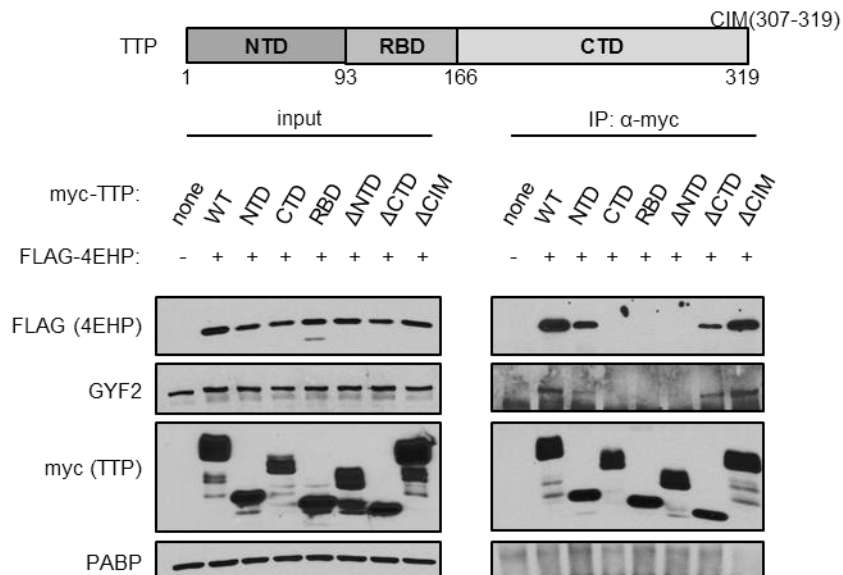 CIM(307-319)
TTP NTD RBD CTD
1 93 166 319
input IP: α-myc
myc-TTP: none WT NTD CTD RBD ΔNTD ΔCTD ΔCIM none WT NTD CTD RBD ΔNTD ΔCTD ΔCIM
FLAG-4EHP: - + + + + + + + - + + + + + + +
FLAG (4EHP)
GYF2
myc (TTP)
PABP